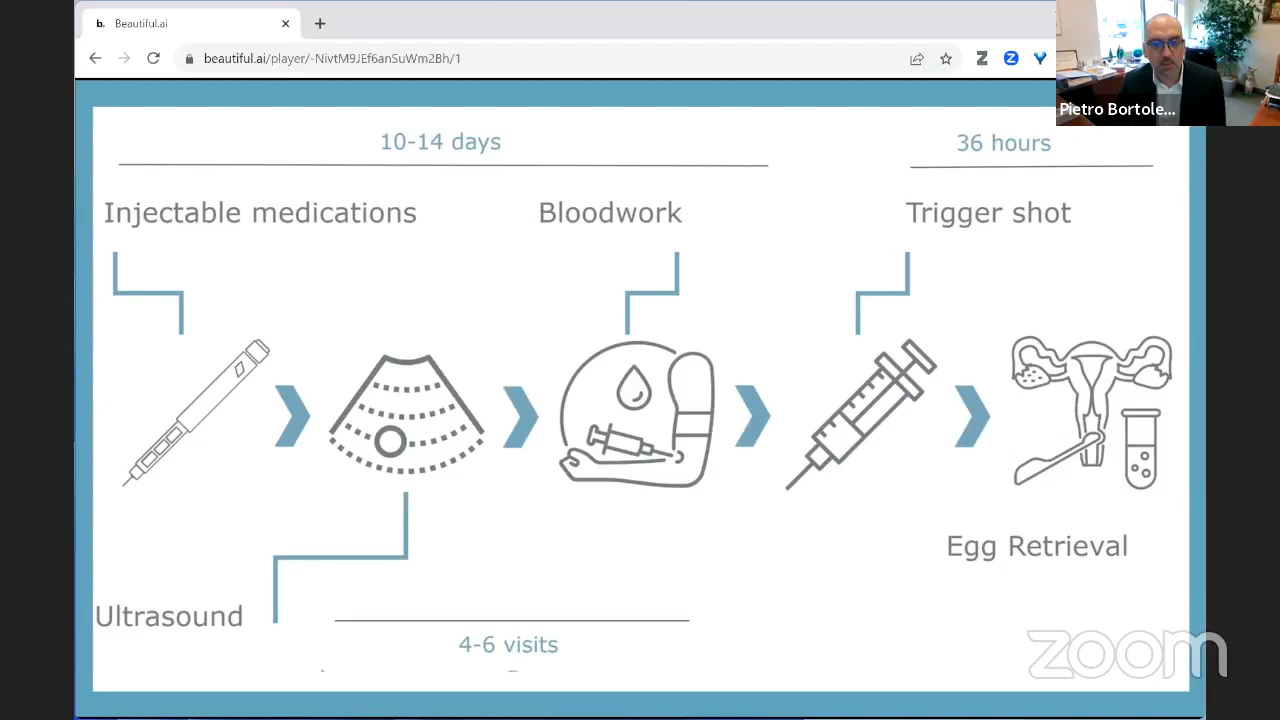 b. Beautiful.ai
beautiful.ai/player/-NivtM9JEf6anSuWm2Bh/1
Pietro Bortole...
10-14 days
36 hours
Injectable medications
Bloodwork
Trigger shot
Egg Retrieval
Ultrasound
4-6 visits
zoom